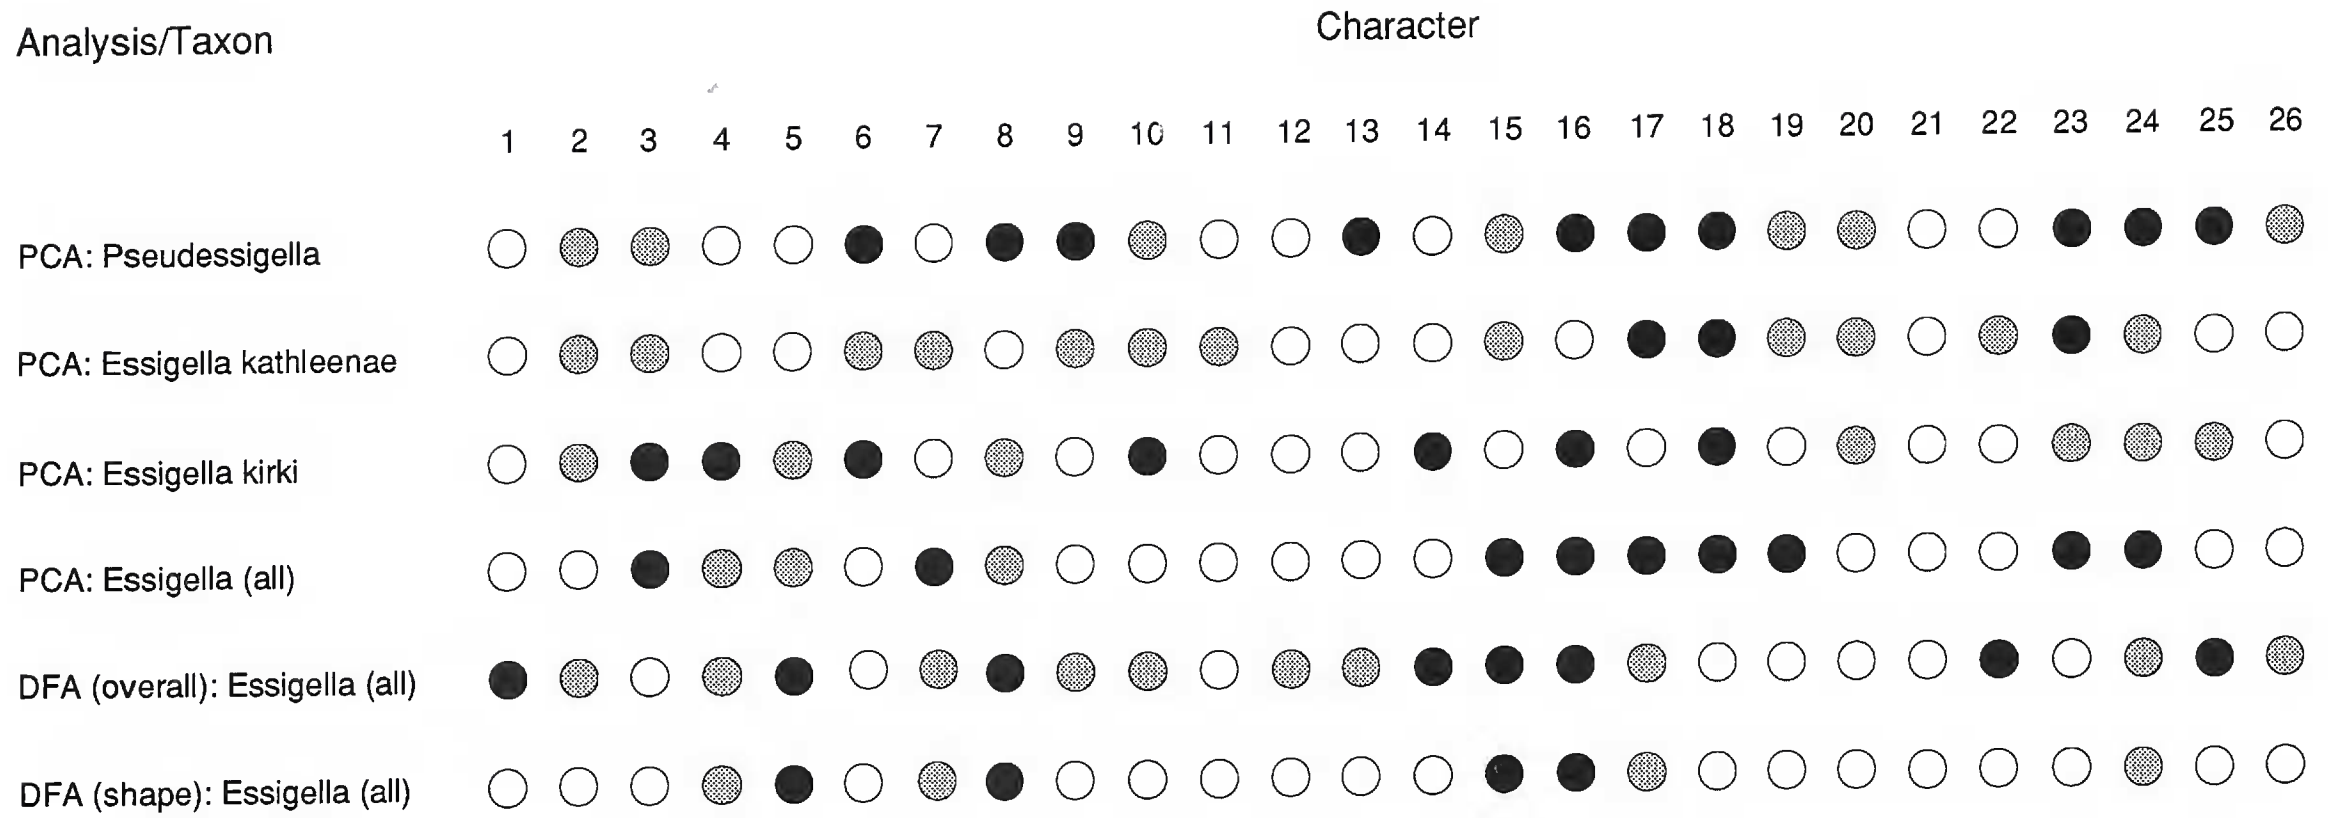 Analysis/Taxon Character
1 2 3 4 5 6 7 8 9 10 11 12 13 14 15 16 17 18 19 20 21 22 23 24 25 26
PCA: Pseudessigella
PCA: Essigella kathleenae
PCA: Essigella kirki
PCA: Essigella (all)
DFA (overall): Essigella (all)
DFA (shape): Essigella (all)